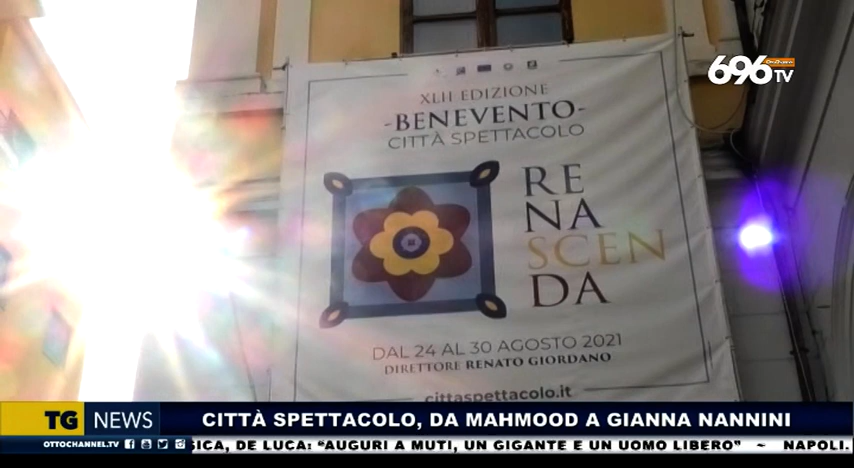 696 TV
OttoChannel
XLII EDIZIONE
-BENEVENTO-
CITTÀ SPETTACOLO
RE
NA
SCEN
DA
DAL 24 AL 30 AGOSTO 2021
DIRETTORE RENATO GIORDANO
cittaspettacolo.it
TG NEWS
CITTÀ SPETTACOLO, DA MAHMOOD A GIANNA NANNINI
OTTOCHANNEL.TV
SICA, DE LUCA: “AUGURI A MUTI, UN GIGANTE E UN UOMO LIBERO” ~ NAPOLI.